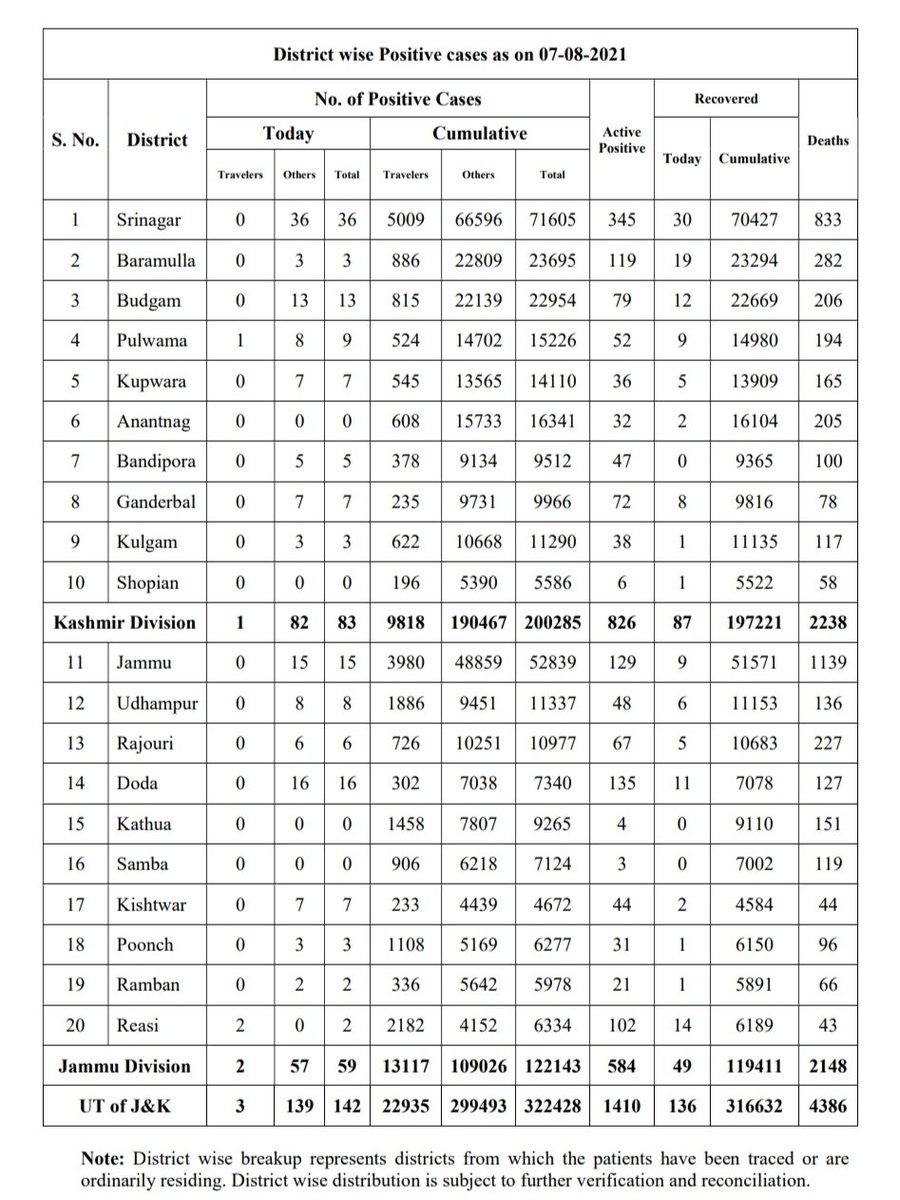 District wise Positive cases as on 07-08-2021
S. No. District No. of Positive Cases Active Positive Recovered Deaths
Today Cumulative Today Cumulative
Travelers Others Total Travelers Others Total
1 Srinagar 0 36 36 5009 66596 71605 345 30 70427 833
2 Baramulla 0 3 3 886 22809 23695 119 19 23294 282
3 Budgam 0 13 13 815 22139 22954 79 12 22669 206
4 Pulwama 1 8 9 524 14702 15226 52 9 14980 194
5 Kupwara 0 7 7 545 13565 14110 36 5 13909 165
6 Anantnag 0 0 0 608 15733 16341 32 2 16104 205
7 Bandipora 0 5 5 378 9134 9512 47 0 9365 100
8 Ganderbal 0 7 7 235 9731 9966 72 8 9816 78
9 Kulgam 0 3 3 622 10668 11290 38 1 11135 117
10 Shopian 0 0 0 196 5390 5586 6 1 5522 58
Kashmir Division 1 82 83 9818 190467 200285 826 87 197221 2238
11 Jammu 0 15 15 3980 48859 52839 129 9 51571 1139
12 Udhampur 0 8 8 1886 9451 11337 48 6 11153 136
13 Rajouri 0 6 6 726 10251 10977 67 5 10683 227
14 Doda 0 16 16 302 7038 7340 135 11 7078 127
15 Kathua 0 0 0 1458 7807 9265 4 0 9110 151
16 Samba 0 0 0 906 6218 7124 3 0 7002 119
17 Kishtwar 0 7 7 233 4439 4672 44 2 4584 44
18 Poonch 0 3 3 1108 5169 6277 31 1 6150 96
19 Ramban 0 2 2 336 5642 5978 21 1 5891 66
20 Reasi 2 0 2 2182 4152 6334 102 14 6189 43
Jammu Division 2 57 59 13117 109026 122143 584 49 119411 2148
UT of J&K 3 139 142 22935 299493 322428 1410 136 316632 4386
Note: District wise breakup represents districts from which the patients have been traced or are
ordinarily residing. District wise distribution is subject to further verification and reconciliation.